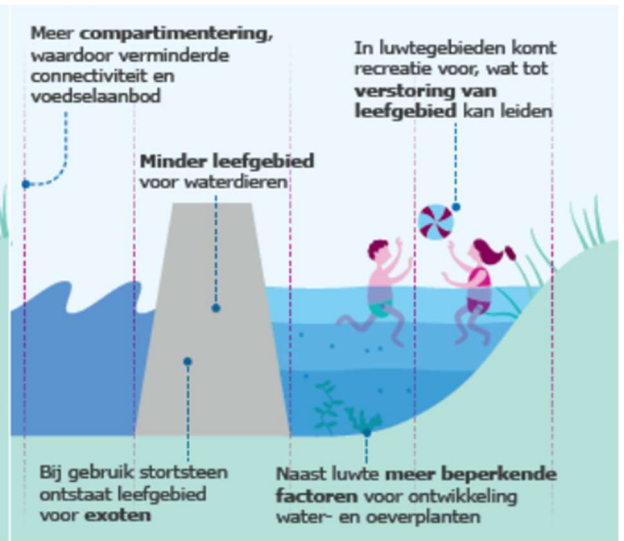 Meer compartimentering,
waardoor verminderde
connectiviteit en
voedselaanbod
In luwtegebieden komt
recreatie voor, wat tot
verstoring van
leefgebied kan leiden
Minder leefgebied
voor waterdieren
Bij gebruik stortsteen
ontstaat leefgebied
voor exoten
Naast luwte meer beperkende
factoren voor ontwikkeling
water- en oeverplanten